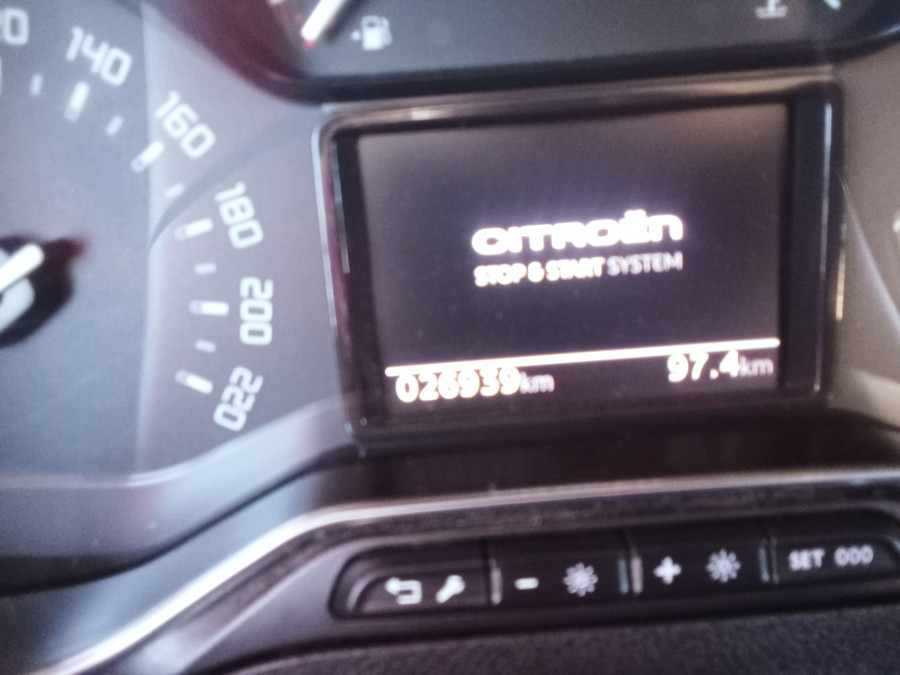 140
160
180
200
220
CITROËN
STOP & START SYSTEM
026939km
97.4km
-
+
SET 000